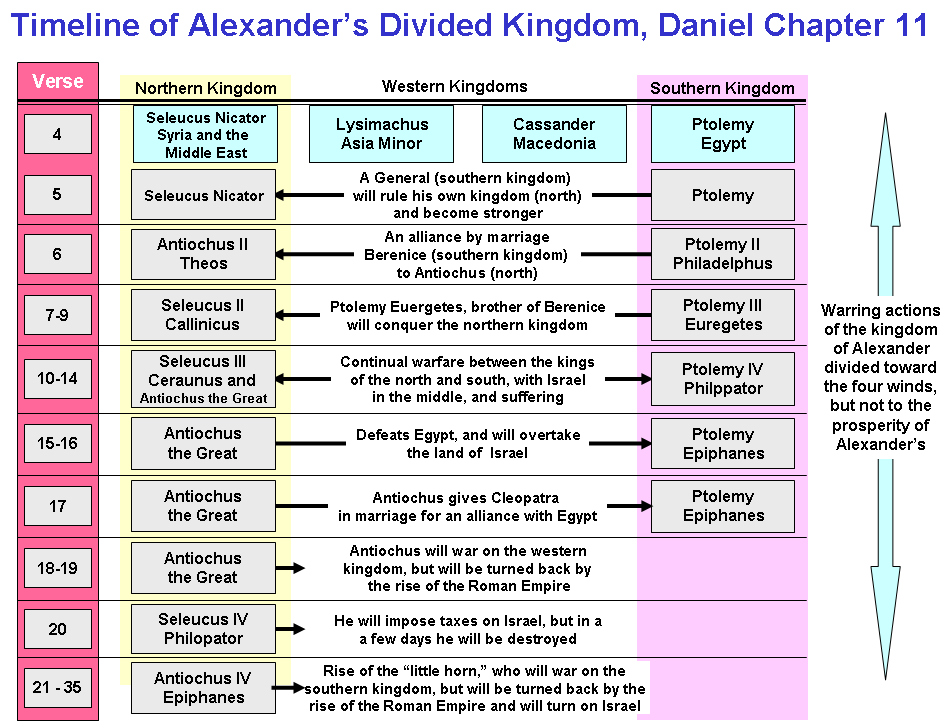 Timeline of Alexander’s Divided Kingdom, Daniel Chapter 11
Verse
Northern Kingdom
Western Kingdoms
Southern Kingdom
4
Seleucus Nicator
Syria and the
Middle East
Lysimachus
Asia Minor
Cassander
Macedonia
Ptolemy
Egypt
5
Seleucus Nicator
A General (southern kingdom)
will rule his own kingdom (north)
and become stronger
Ptolemy
6
Antiochus II
Theos
An alliance by marriage
Berenice (southern kingdom)
to Antiochus (north)
Ptolemy II
Philadelphus
7-9
Seleucus II
Callinicus
Ptolemy Euergetes, brother of Berenice
will conquer the northern kingdom
Ptolemy III
Euregetes
10-14
Seleucus III
Ceraunus and
Antiochus the Great
Continual warfare between the kings
of the north and south, with Israel
in the middle, and suffering
Ptolemy IV
Philppator
15-16
Antiochus
the Great
Defeats Egypt, and will overtake
the land of Israel
Ptolemy
Epiphanes
17
Antiochus
the Great
Antiochus gives Cleopatra
in marriage for an alliance with Egypt
Ptolemy
Epiphanes
18-19
Antiochus
the Great
Antiochus will war on the western
kingdom, but will be turned back by
the rise of the Roman Empire
20
Seleucus IV
Philopator
He will impose taxes on Israel, but in a
a few days he will be destroyed
21 - 35
Antiochus IV
Epiphanes
Rise of the “little horn,” who will war on the
southern kingdom, but will be turned back by the
rise of the Roman Empire and will turn on Israel
Warring actions
of the kingdom
of Alexander
divided toward
the four winds,
but not to the
prosperity of
Alexander’s